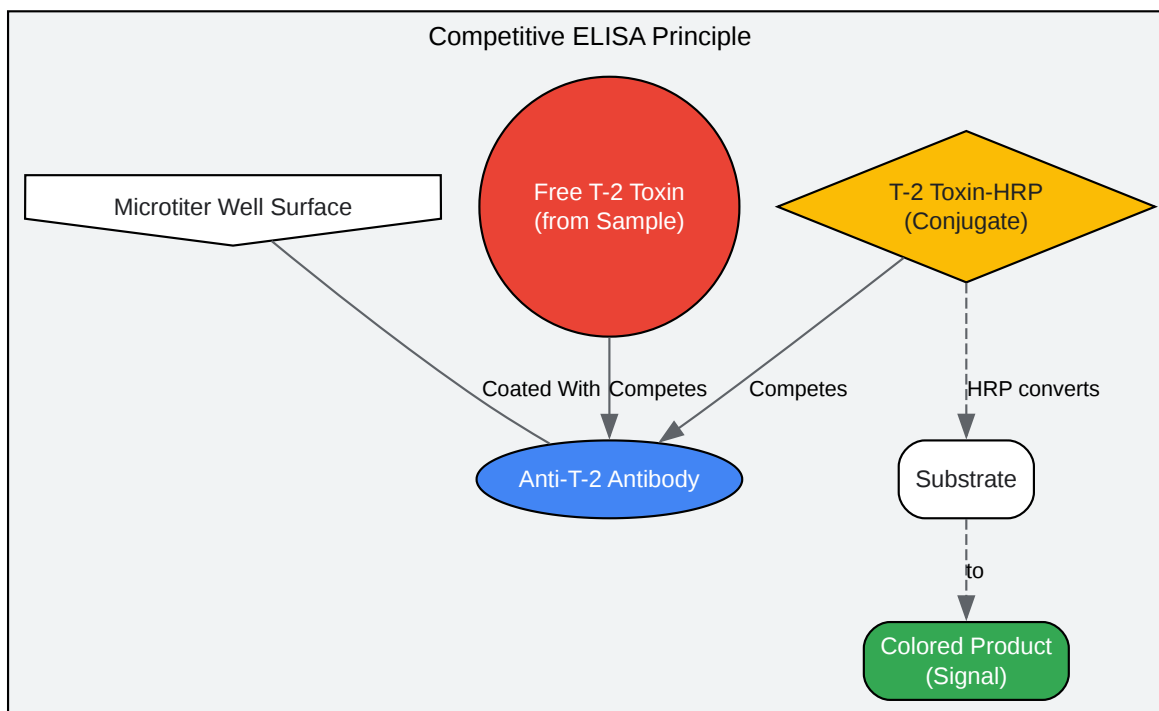 Competitive ELISA Principle
Microtiter Well Surface
Free T-2 Toxin
(from Sample)
T-2 Toxin-HRP
(Conjugate)
Coated With
Competes
Competes
HRP converts
Anti-T-2 Antibody
Substrate
to
Colored Product
(Signal)